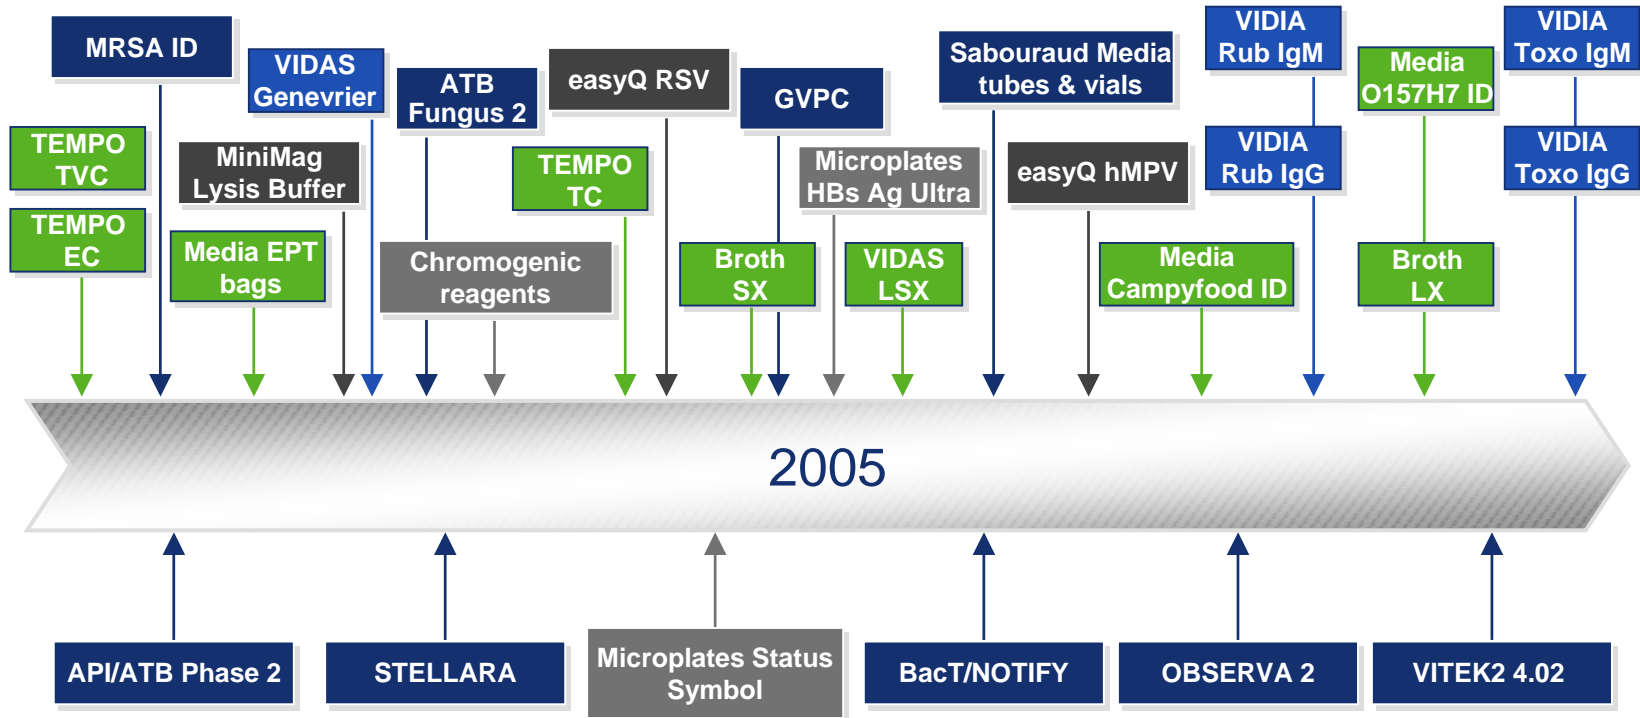 MRSA ID
VIDAS
Genevrier
ATB
Fungus 2
easyQ RSV
GVPC
Sabouraud Media
tubes & vials
VIDIA
Rub IgM
Media
O157H7 ID
VIDIA
Toxo IgM
TEMPO
TVC
MiniMag
Lysis Buffer
TEMPO
TC
Microplates
HBs Ag Ultra
easyQ hMPV
VIDIA
Rub IgG
VIDIA
Toxo IgG
TEMPO
EC
Media EPT
bags
Chromogenic
reagents
Broth
SX
VIDAS
LSX
Media
Campyfood ID
Broth
LX
2005
API/ATB Phase 2
STELLARA
Microplates Status
Symbol
BacT/NOTIFY
OBSERVA 2
VITEK2 4.02